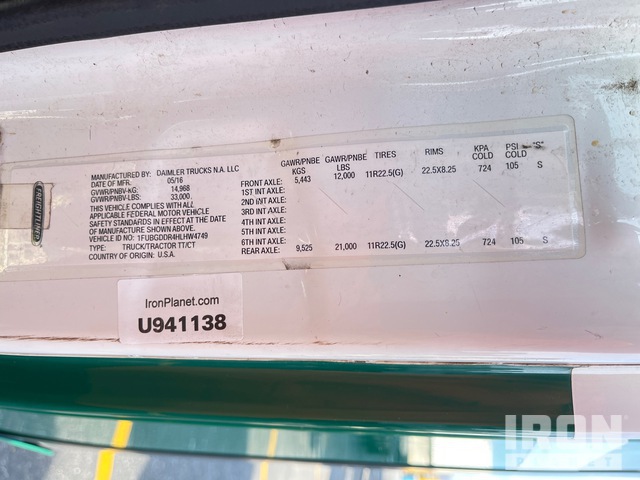 MANUFACTURED BY: DAIMLER TRUCKS N.A. LLC
DATE OF MFR. 05/16
GVWR/PNBV-KG: 14,968
GVWR/PNBV-LBS: 33,000
THIS VEHICLE COMPLIES WITH ALL
APPLICABLE FEDERAL MOTOR VEHICLE
SAFETY STANDARDS IN EFFECT AT THE DATE
OF MANUFACTURE SHOWN ABOVE.
VEHICLE ID NO.: 1FUBGDDR4HLHW4749
TYPE: TRUCK/TRACTOR TT/CT
COUNTRY OF ORIGIN: U.S.A.
GAWR/PNBE KGS GAWR/PNBE LBS TIRES RIMS KPA COLD PSI COLD "S"
FRONT AXLE: 5,443 12,000 11R22.5(G) 22.5X8.25 724 105 S
1ST INT AXLE:
2ND INT AXLE:
3RD INT AXLE:
4TH INT AXLE:
5TH INT AXLE:
6TH INT AXLE:
REAR AXLE: 9,525 21,000 11R22.5(G) 22.5X8.25 724 105 S
FREIGHTLINER
IronPlanet.com
U941138
IRON
PLANET